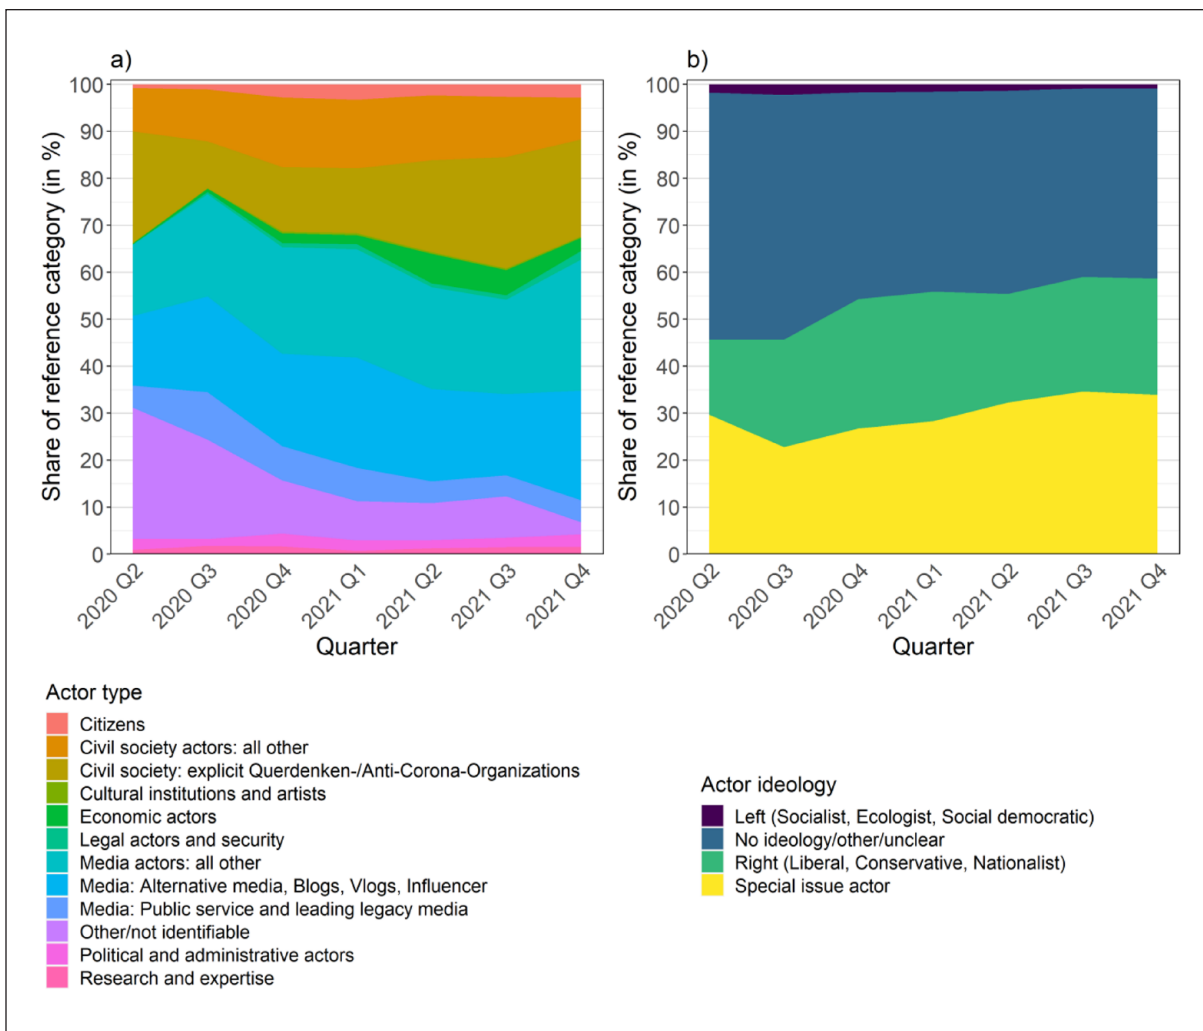 a)
Share of reference category (in %)
100
90
80
70
60
50
40
30
20
10
0
2020 Q2
2020 Q3
2020 Q4
2021 Q1
2021 Q2
2021 Q3
2021 Q4
Quarter
b)
Share of reference category (in %)
100
90
80
70
60
50
40
30
20
10
0
2020 Q2
2020 Q3
2020 Q4
2021 Q1
2021 Q2
2021 Q3
2021 Q4
Quarter
Actor type
Citizens
Civil society actors: all other
Civil society: explicit Querdenken-/Anti-Corona-Organizations
Cultural institutions and artists
Economic actors
Legal actors and security
Media actors: all other
Media: Alternative media, Blogs, Vlogs, Influencer
Media: Public service and leading legacy media
Other/not identifiable
Political and administrative actors
Research and expertise
Actor ideology
Left (Socialist, Ecologist, Social democratic)
No ideology/other/unclear
Right (Liberal, Conservative, Nationalist)
Special issue actor